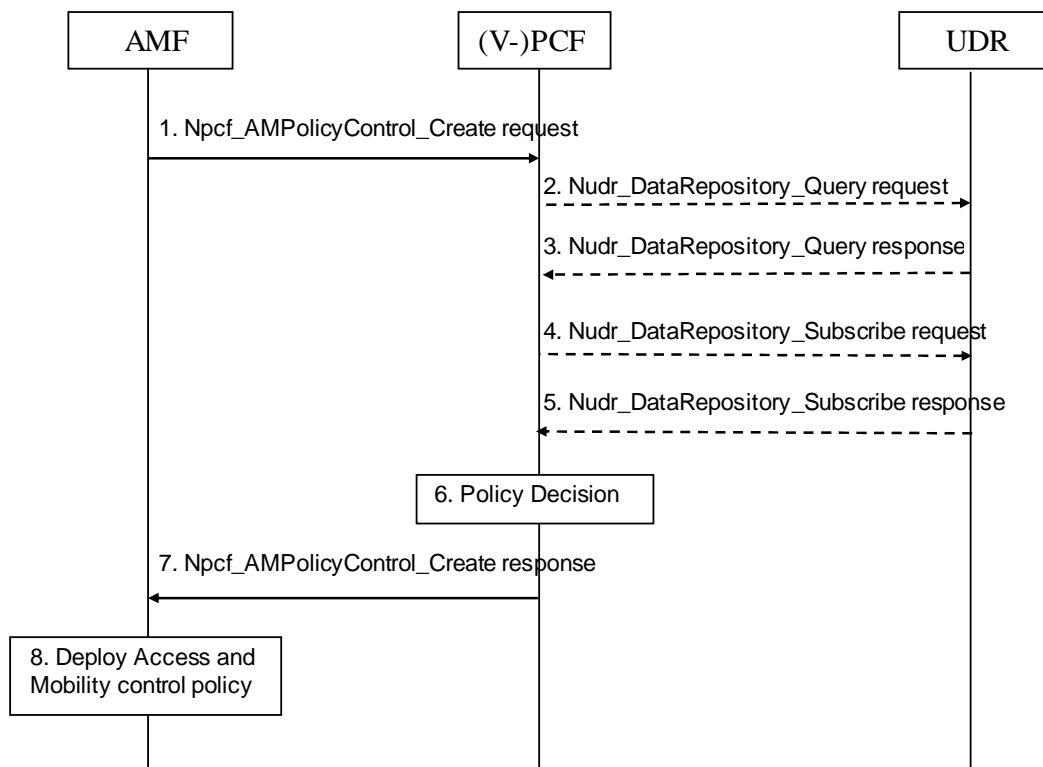 AMF
(V-)PCF
UDR
1. Npcf_AMPolicyControl_Create request
2. Nudr_DataRepository_Query request
3. Nudr_DataRepository_Query response
4. Nudr_DataRepository_Subscribe request
5. Nudr_DataRepository_Subscribe response
6. Policy Decision
7. Npcf_AMPolicyControl_Create response
8. Deploy Access and
Mobility control policy